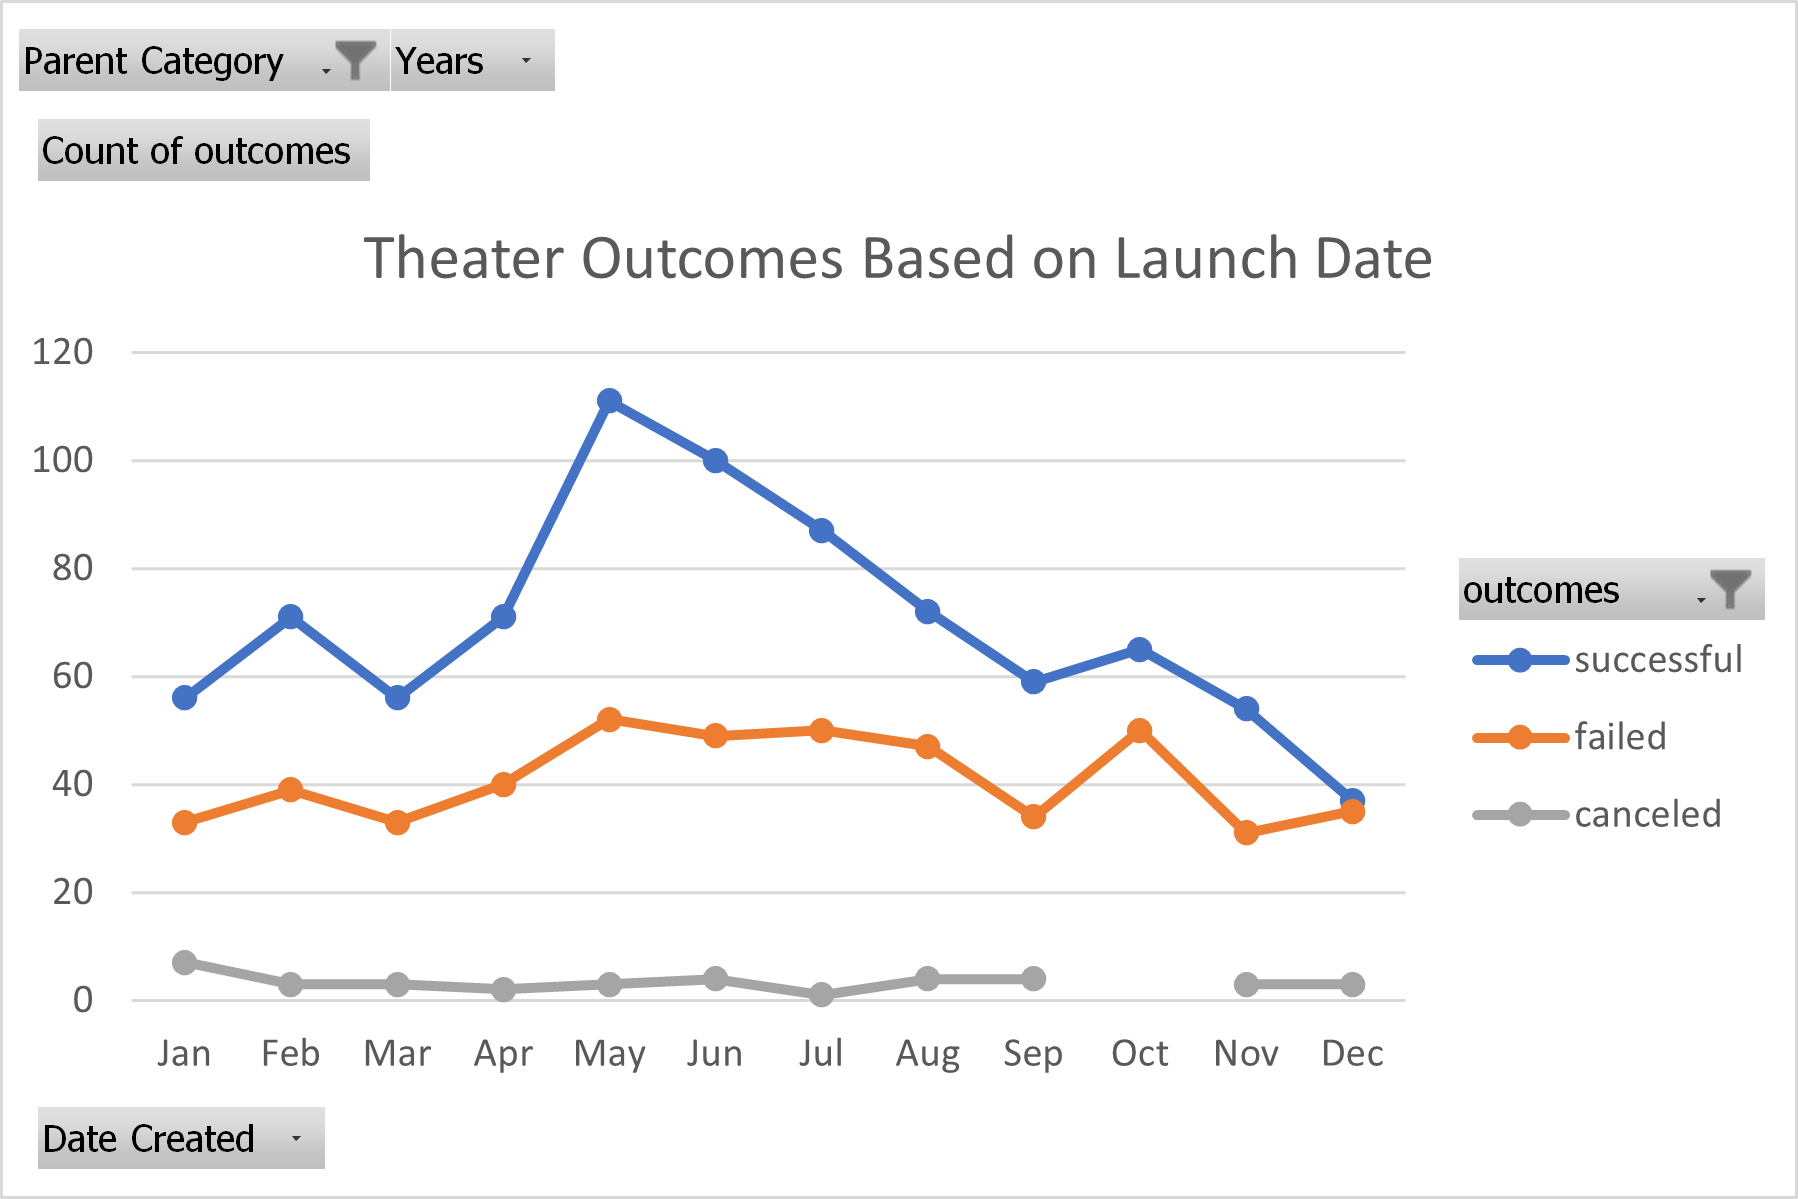 Parent Category Years
Count of outcomes
Theater Outcomes Based on Launch Date
120
100
80
60
40
20
0
Jan Feb Mar Apr May Jun Jul Aug Sep Oct Nov Dec
outcomes
successful
failed
canceled
Date Created